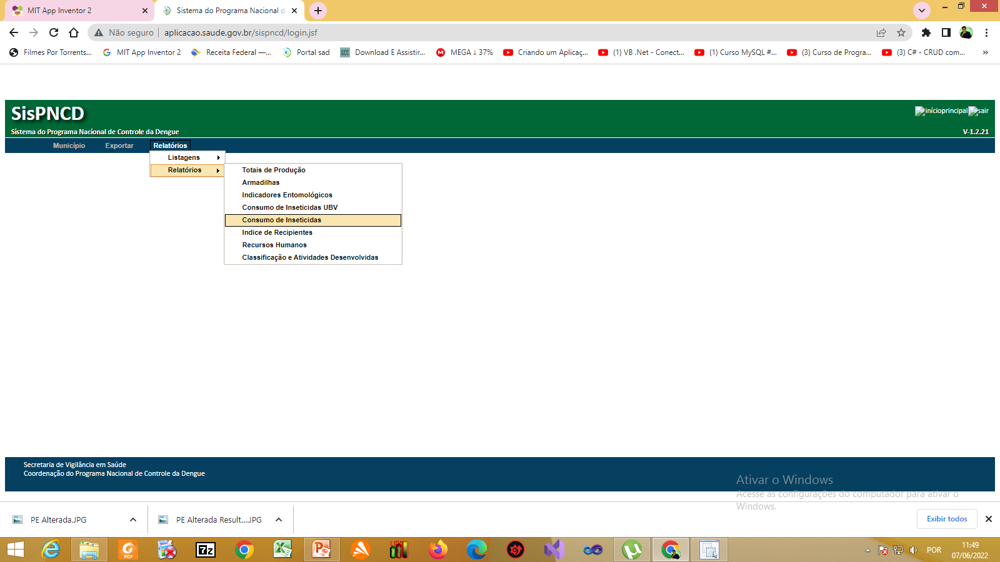 MIT App Inventor 2
Sistema do Programa Nacional d
Não seguro
aplicacao.saude.gov.br/sispncd/login.jsf
Filmes Por Torrents...
MIT App Inventor 2
Receita Federal —...
Portal sad
Download E Assistir...
MEGA ↓ 37%
Criando um Aplicaç...
(1) VB .Net - Conect...
(1) Curso MySQL #...
(3) Curso de Progra...
(3) C# - CRUD com...
»
SisPNCD
inícioprincipal
sair
Sistema do Programa Nacional de Controle da Dengue
V-1.2.21
Município
Exportar
Relatórios
Listagens
Relatórios
Totais de Produção
Armadilhas
Indicadores Entomológicos
Consumo de Inseticidas UBV
Consumo de Inseticidas
Indice de Recipientes
Recursos Humanos
Classificação e Atividades Desenvolvidas
Secretaria de Vigilância em Saúde
Coordenação do Programa Nacional de Controle da Dengue
Ativar o Windows
Acesse as configurações do computador para ativar o
Windows.
PE Alterada.JPG
PE Alterada Result....JPG
Exibir todos
PDF
7z
POR
11:49
07/06/2022